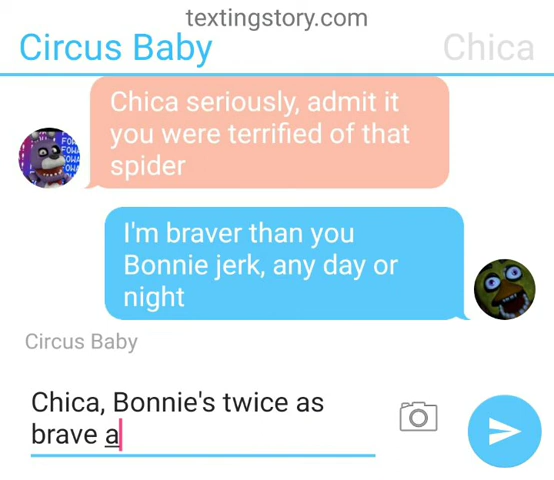 textingstory.com
Circus Baby
Chica
Chica seriously, admit it
you were terrified of that
spider
I'm braver than you
Bonnie jerk, any day or
night
Circus Baby
Chica, Bonnie's twice as
brave a